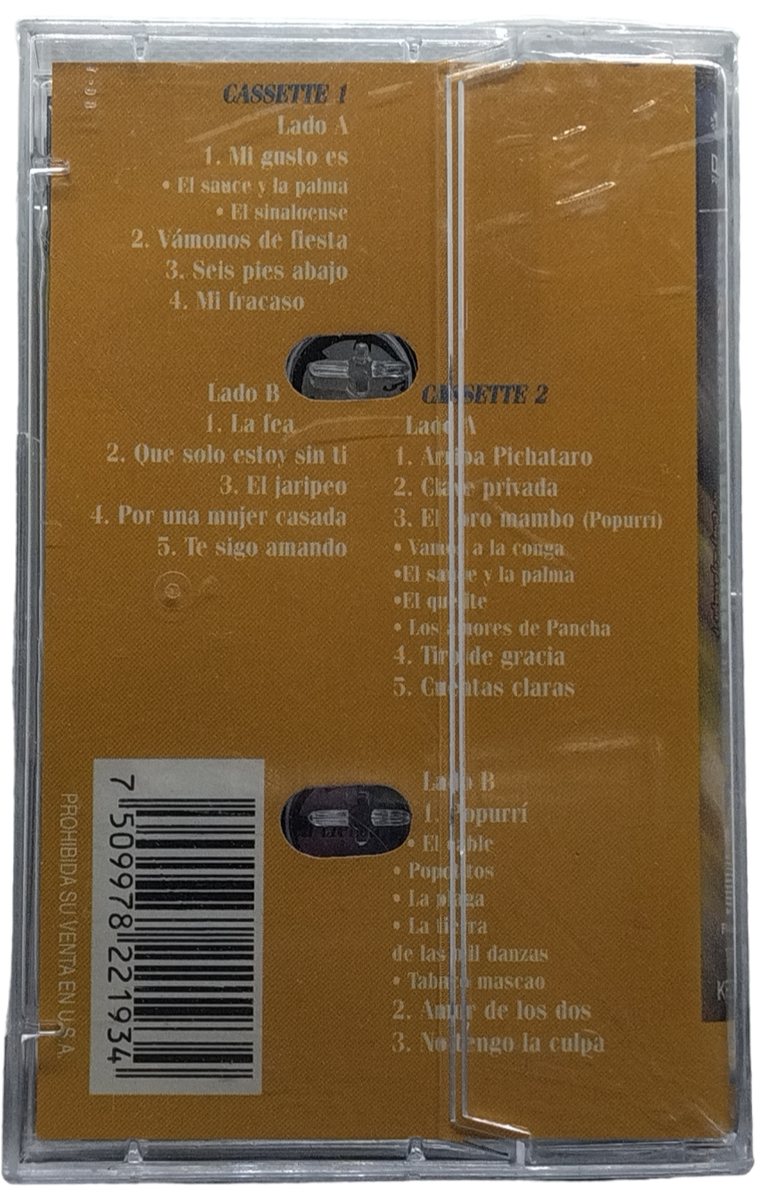 CASSETTE 1
Lado A
1. Mi gusto es
• El sauce y la palma
• El sinaloense
2. Vámonos de fiesta
3. Seis pies abajo
4. Mi fracaso
Lado B
1. La fea
2. Que solo estoy sin ti
3. El jaripeo
4. Por una mujer casada
5. Te sigo amando
CASSETTE 2
Lado A
1. Arriba Pichataro
2. Clave privada
3. El toro mambo (Popurrí)
• Vamos a la conga
•El sauce y la palma
•El quelite
• Los amores de Pancha
4. Tiro de gracia
5. Cuentas claras
Lado B
1. Popurrí
• El cable
• Popotitos
• La plaga
• La tierra
de las mil danzas
• Tabaco mascao
2. Amor de los dos
3. No tengo la culpa
7 509978 221934
PROHIBIDA SU VENTA EN U.S.A.